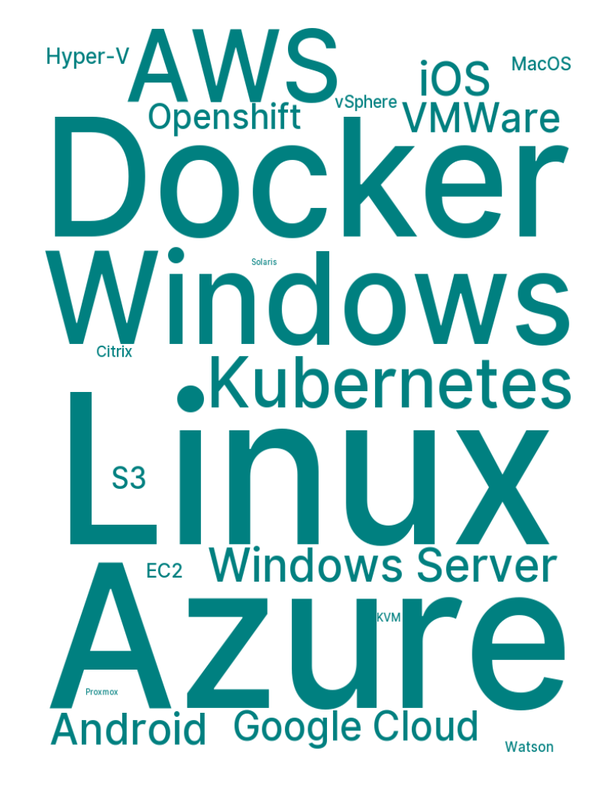 Hyper-V
AWS
iOS
MacOS
vSphere
Openshift
VMWare
Docker
Windows
Solaris
Citrix
Kubernetes
Linux
S3
EC2
Windows Server
Azure
KVM
Proxmox
Android
Google Cloud
Watson